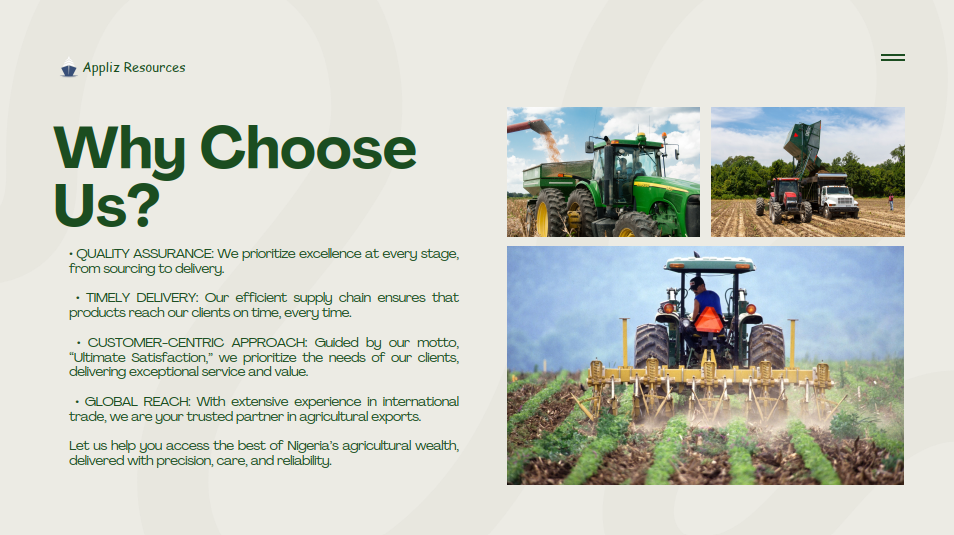 Appliz Resources
Why Choose
Us?
• QUALITY ASSURANCE: We prioritize excellence at every stage,
from sourcing to delivery.
• TIMELY DELIVERY: Our efficient supply chain ensures that
products reach our clients on time, every time.
• CUSTOMER-CENTRIC APPROACH: Guided by our motto,
“Ultimate Satisfaction,” we prioritize the needs of our clients,
delivering exceptional service and value.
• GLOBAL REACH: With extensive experience in international
trade, we are your trusted partner in agricultural exports.
Let us help you access the best of Nigeria’s agricultural wealth,
delivered with precision, care, and reliability.